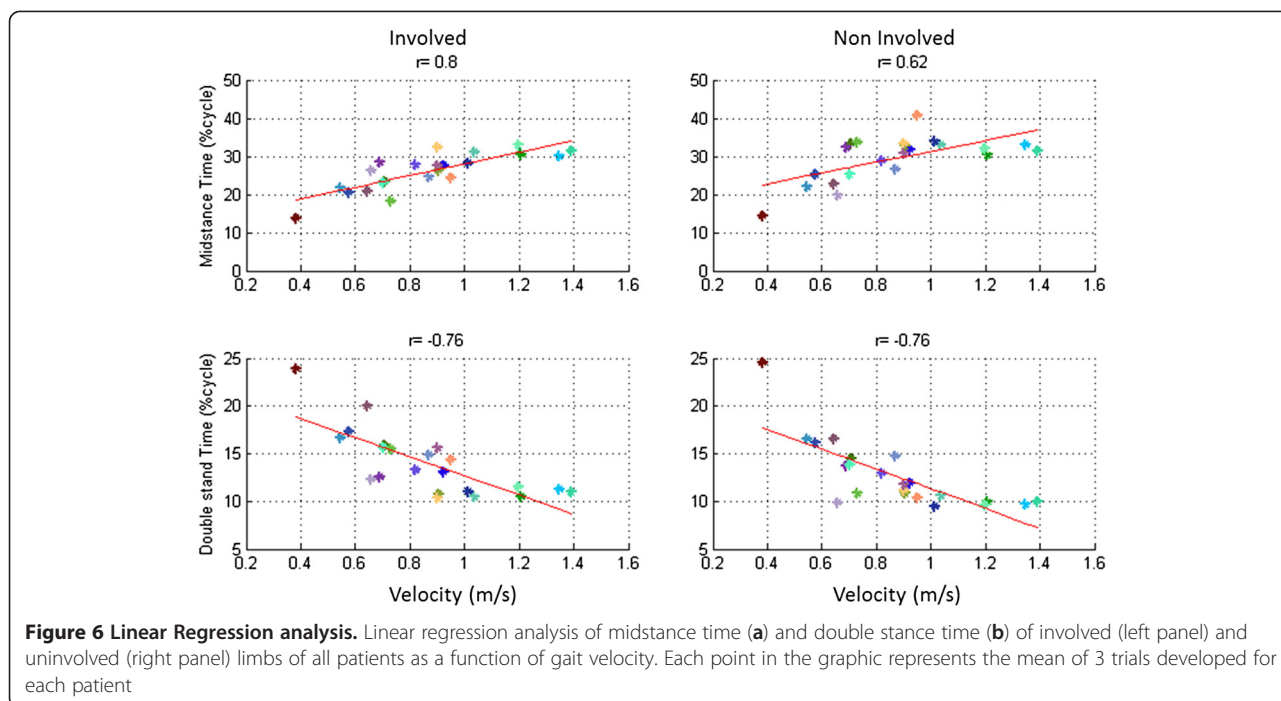 Involved
Non Involved
r= 0.8
r= 0.62
Midstance Time (%cycle)
50
40
30
20
10
0
0.2 0.4 0.6 0.8 1 1.2 1.4 1.6
50
40
30
20
10
0
0.2 0.4 0.6 0.8 1 1.2 1.4 1.6
r= -0.76
r= -0.76
Double stand Time (%cycle)
25
20
15
10
5
0.2 0.4 0.6 0.8 1 1.2 1.4 1.6
25
20
15
10
5
0.2 0.4 0.6 0.8 1 1.2 1.4 1.6
Velocity (m/s)
Velocity (m/s)
Figure 6 Linear Regression analysis. Linear regression analysis of midstance time (a) and double stance time (b) of involved (left panel) and
uninvolved (right panel) limbs of all patients as a function of gait velocity. Each point in the graphic represents the mean of 3 trials developed for
each patient